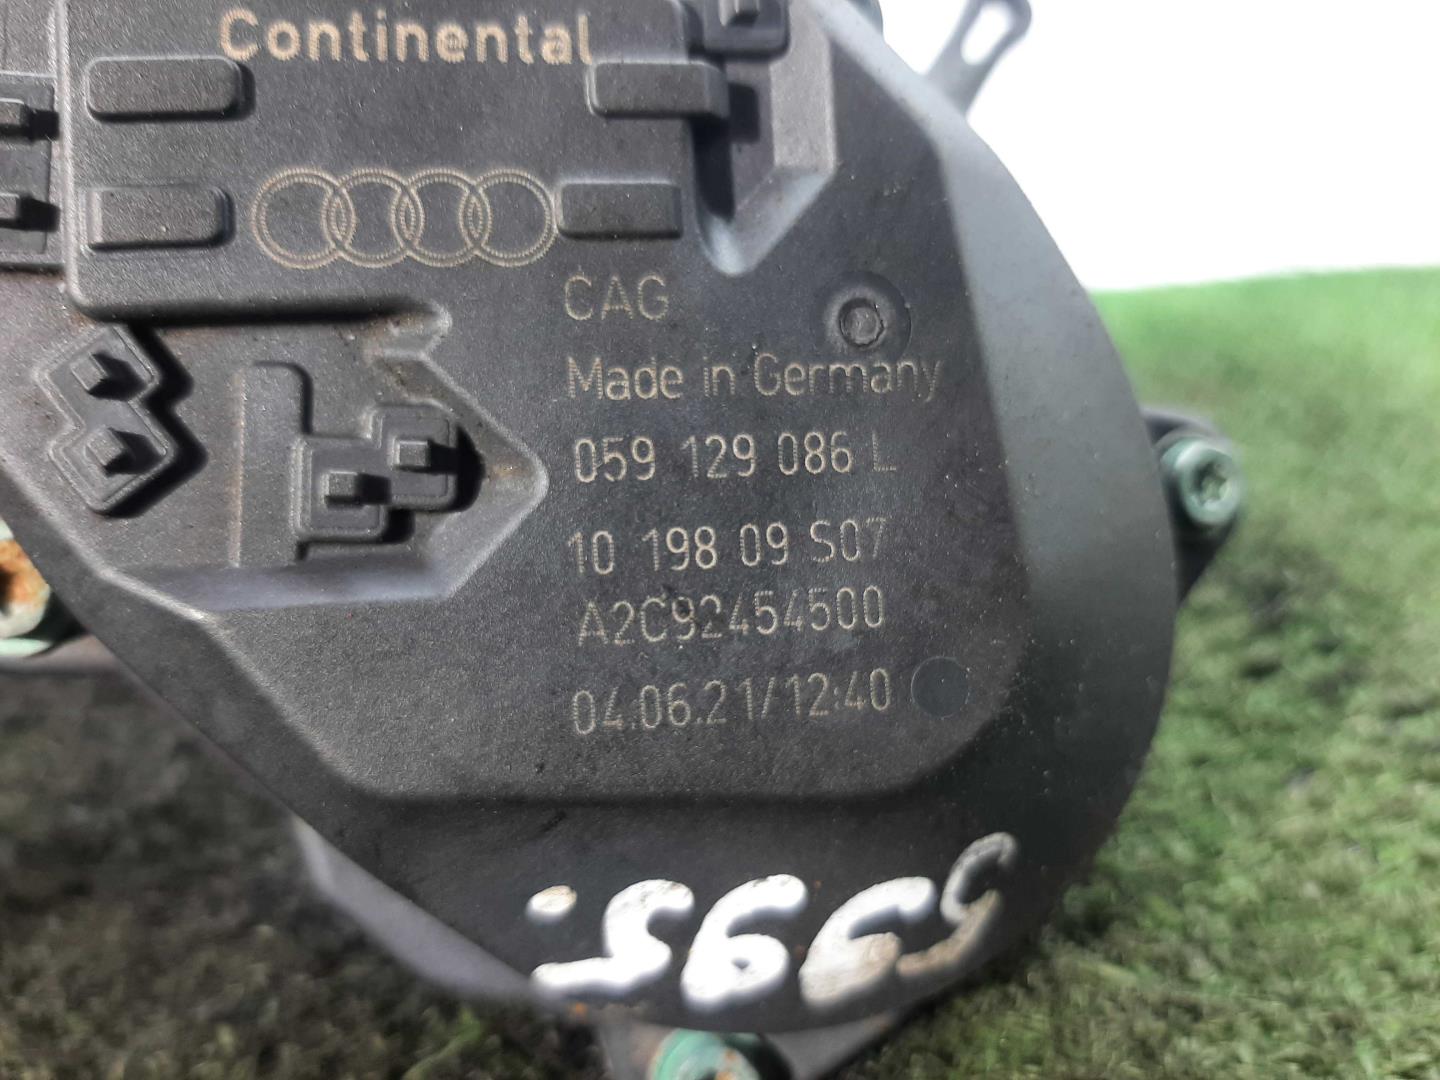 Continental
CAG
Made in Germany
059 129 086 L
10 198 09 S07
A2C92454500
04.06.21/12:40